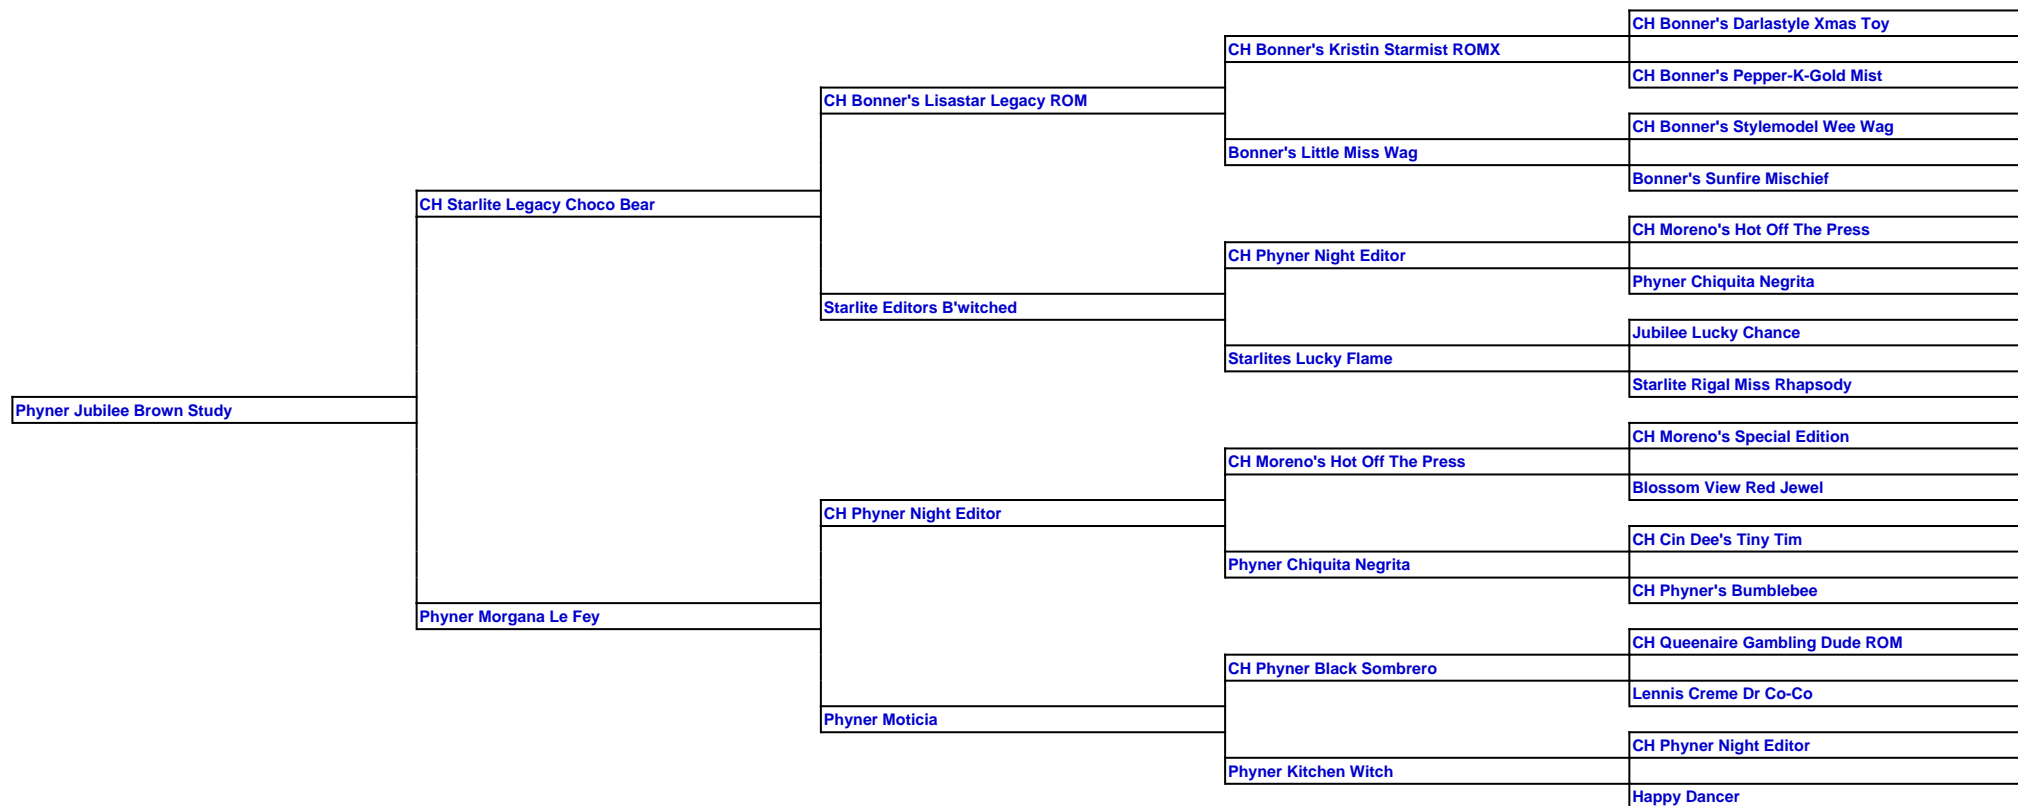 CH Bonner's Darlastyle Xmas Toy
CH Bonner's Kristin Starmist ROMX
CH Bonner's Pepper-K-Gold Mist
CH Bonner's Lisastar Legacy ROM
CH Bonner's Stylemodel Wee Wag
Bonner's Little Miss Wag
Bonner's Sunfire Mischief
CH Starlite Legacy Choco Bear
CH Moreno's Hot Off The Press
CH Phyner Night Editor
Phyner Chiquita Negrita
Starlite Editors B'witched
Jubilee Lucky Chance
Starlites Lucky Flame
Starlite Rigal Miss Rhapsody
Phyner Jubilee Brown Study
CH Moreno's Special Edition
CH Moreno's Hot Off The Press
Blossom View Red Jewel
CH Phyner Night Editor
CH Cin Dee's Tiny Tim
Phyner Chiquita Negrita
CH Phyner's Bumblebee
Phyner Morgana Le Fey
CH Queenaire Gambling Dude ROM
CH Phyner Black Sombrero
Lennis Creme Dr Co-Co
Phyner Moticia
CH Phyner Night Editor
Phyner Kitchen Witch
Happy Dancer